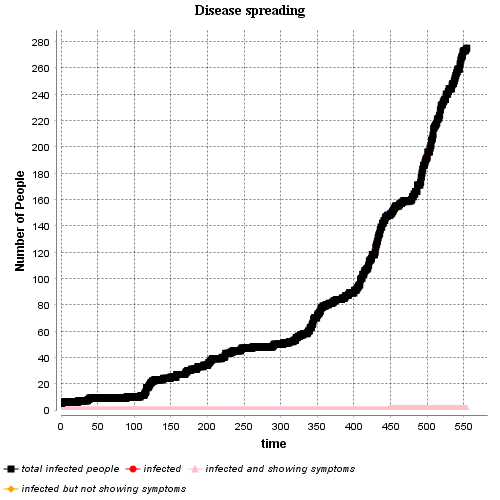 Disease spreading
Number of People
280
260
240
220
200
180
160
140
120
100
80
60
40
20
0
0 50 100 150 200 250 300 350 400 450 500 550
time
total infected people infected infected and showing symptoms
infected but not showing symptoms